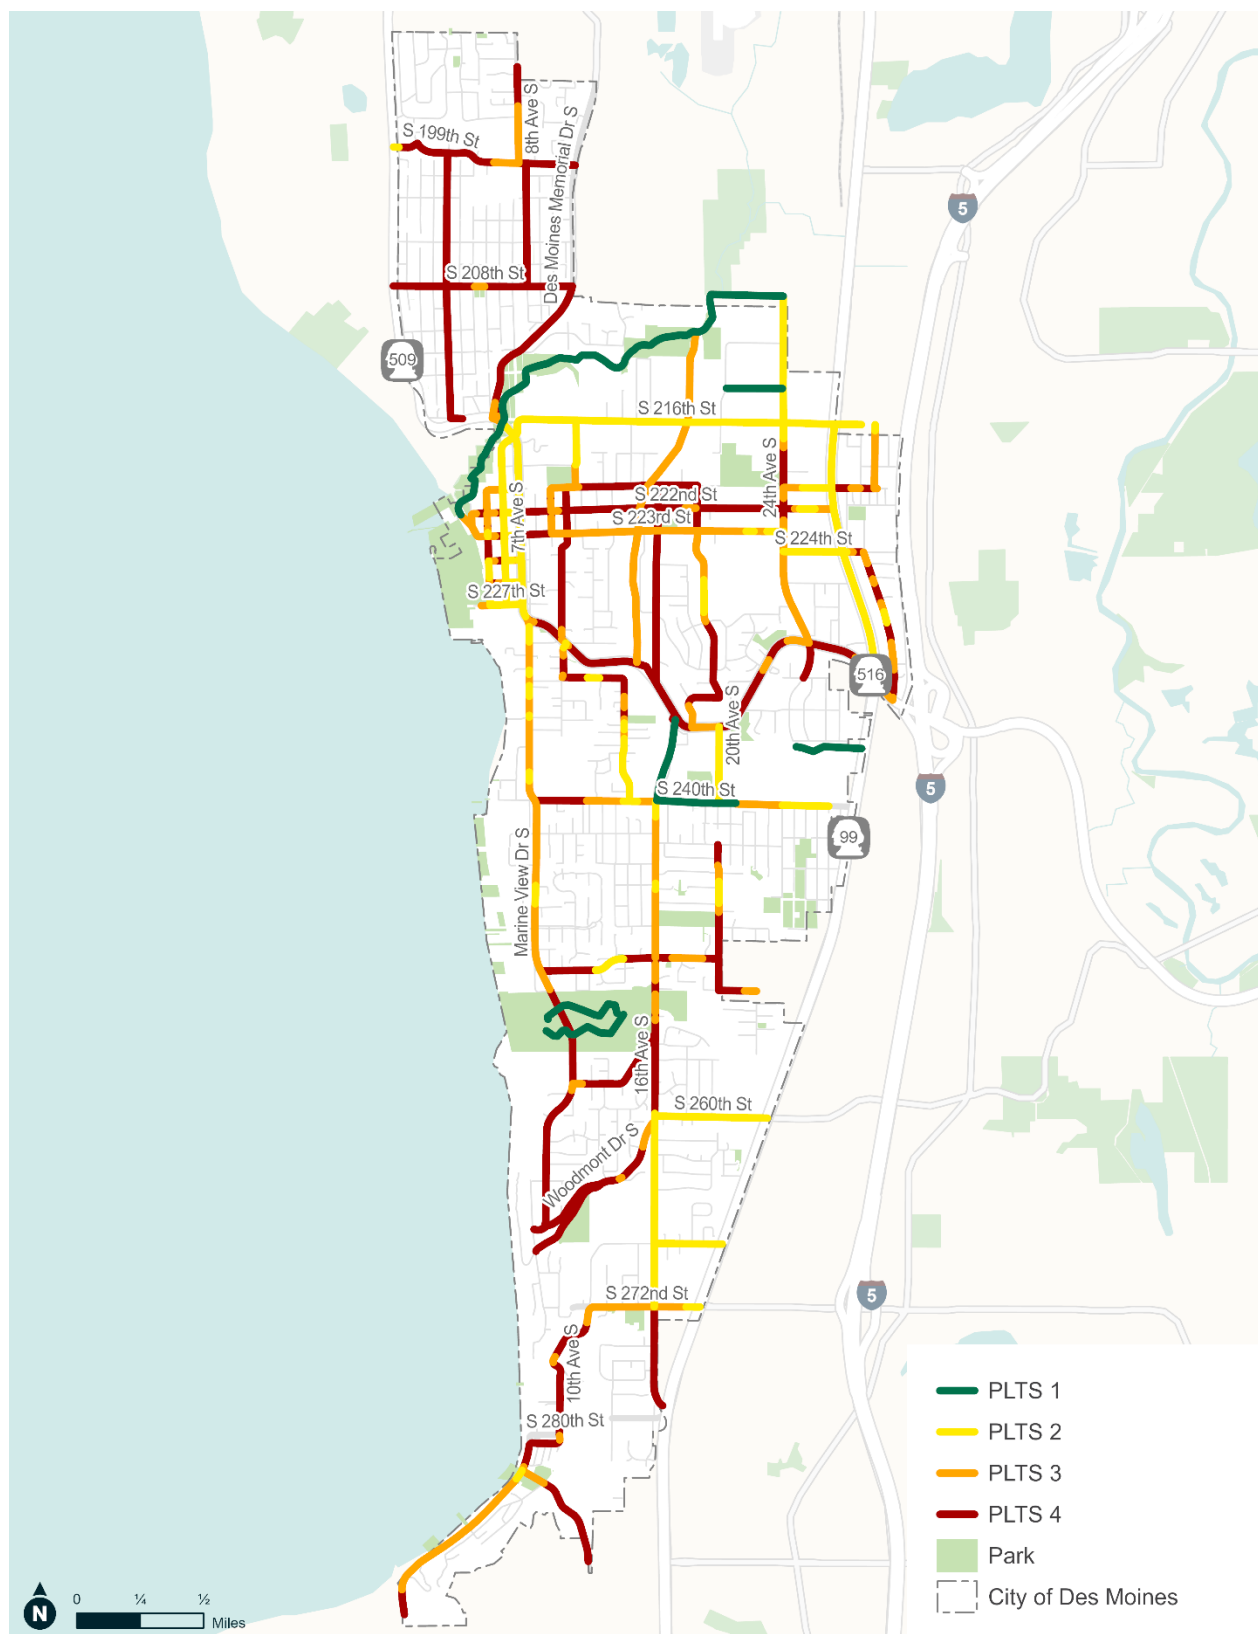 8th Ave S
S 199th St
Des Moines Memorial Dr S
5
S 208th St
509
S 216th St
24th Ave S
S 222nd St
7th Ave S
S 223rd St
S 224th St
S 227th St
516
20th Ave S
S 240th St
5
99
Marine View Dr S
16th Ave S
S 260th St
Woodmont Dr S
S 272nd St
5
10th Ave S
S 280th St
PLTS 1
PLTS 2
PLTS 3
PLTS 4
Park
City of Des Moines
N
0 ¼ ½
Miles